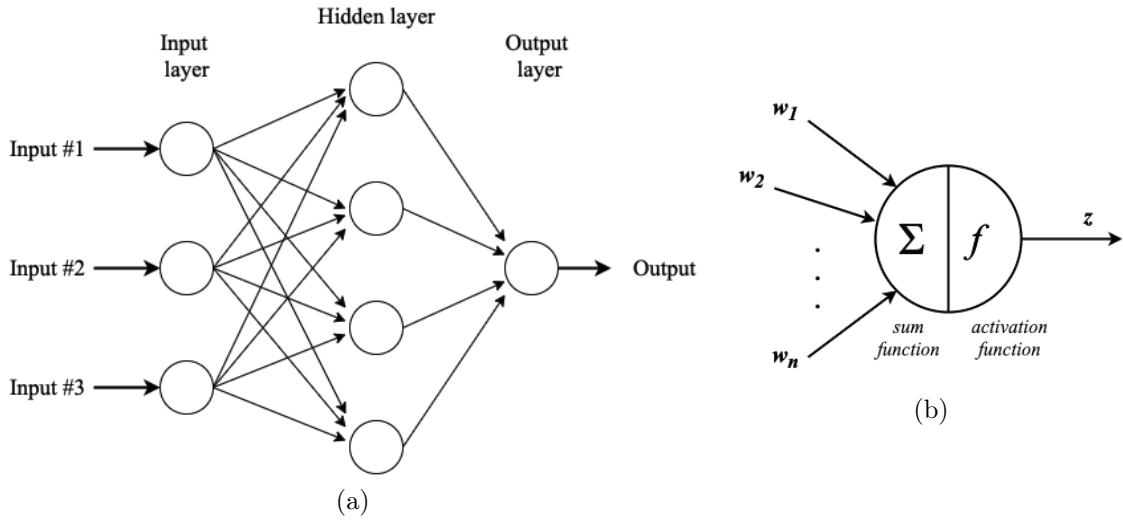 Hidden layer
Input
layer
Output
layer
Input #1
Input #2
Input #3
Output
(a)
w1
w2
.
.
.
wn
Σ
f
z
sum
function
activation
function
(b)